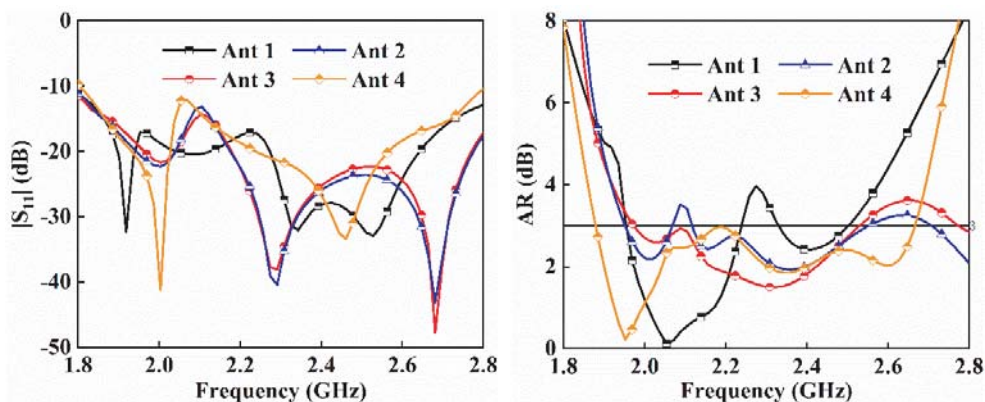 0
-10
-20
-30
-40
-50
|S11| (dB)
Ant 1 Ant 2
Ant 3 Ant 4
1.8 2.0 2.2 2.4 2.6 2.8
Frequency (GHz)
8
6
4
2
0
AR (dB)
Ant 1 Ant 2
Ant 3 Ant 4
3
1.8 2.0 2.2 2.4 2.6 2.8
Frequency (GHz)